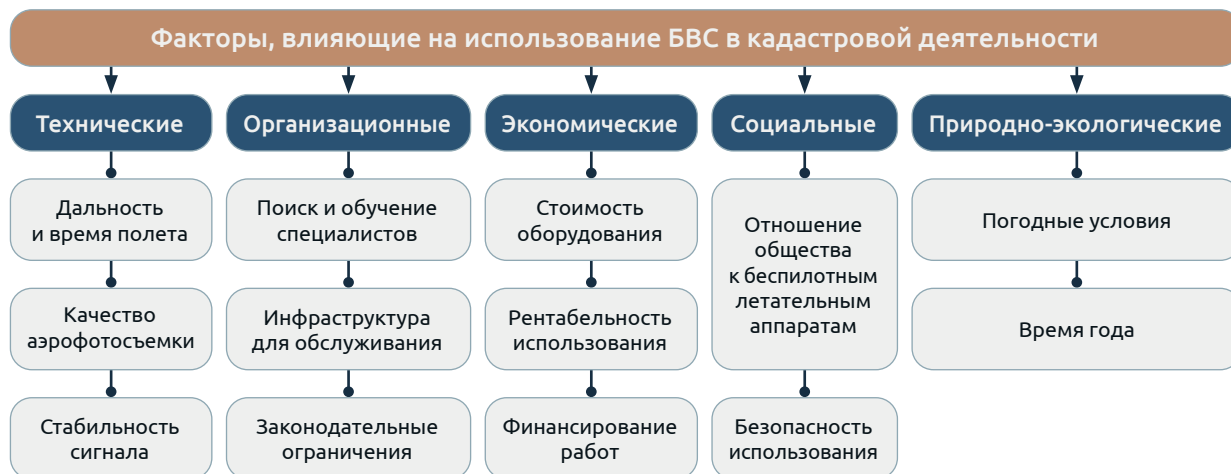 Факторы, влияющие на использование БВС в кадастровой деятельности
Технические
Дальность
и время полета
Качество
аэрофотосъемки
Стабильность
сигнала
Организационные
Поиск и обучение
специалистов
Инфраструктура
для обслуживания
Законодательные
ограничения
Экономические
Стоимость
оборудования
Рентабельность
использования
Финансирование
работ
Социальные
Отношение
общества
к беспилотным
летательным
аппаратам
Безопасность
использования
Природно-экологические
Погодные условия
Время года